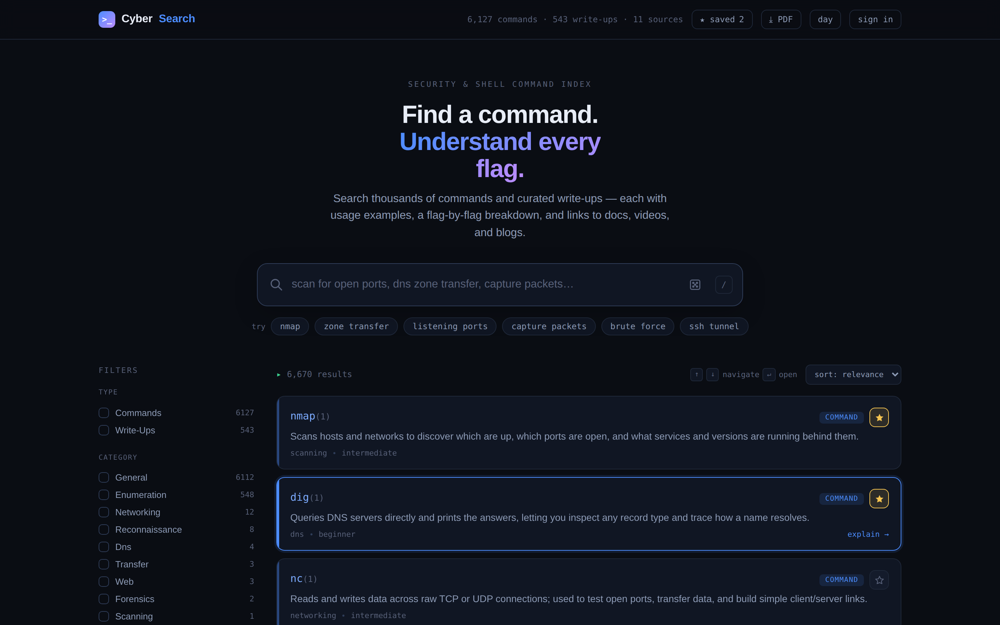 >_ Cyber Search
6,127 commands · 543 write-ups · 11 sources
★ saved 2
⤓ PDF
day
sign in
SECURITY & SHELL COMMAND INDEX
Find a command.
Understand every
flag.
Search thousands of commands and curated write-ups — each with
usage examples, a flag-by-flag breakdown, and links to docs, videos,
and blogs.
scan for open ports, dns zone transfer, capture packets…
/
try nmap zone transfer listening ports capture packets brute force ssh tunnel
FILTERS
TYPE
Commands 6127
Write-Ups 543
CATEGORY
General 6112
Enumeration 548
Networking 12
Reconnaissance 8
Dns 4
Transfer 3
Web 3
Forensics 2
Scanning 1
▸ 6,670 results
↑ ↓ navigate ↵ open
sort: relevance
nmap(1)
COMMAND
Scans hosts and networks to discover which are up, which ports are open, and what services and versions are running behind them.
scanning • intermediate
dig(1)
COMMAND
Queries DNS servers directly and prints the answers, letting you inspect any record type and trace how a name resolves.
dns • beginner
explain →
nc(1)
COMMAND
Reads and writes data across raw TCP or UDP connections; used to test open ports, transfer data, and build simple client/server links.
networking • intermediate